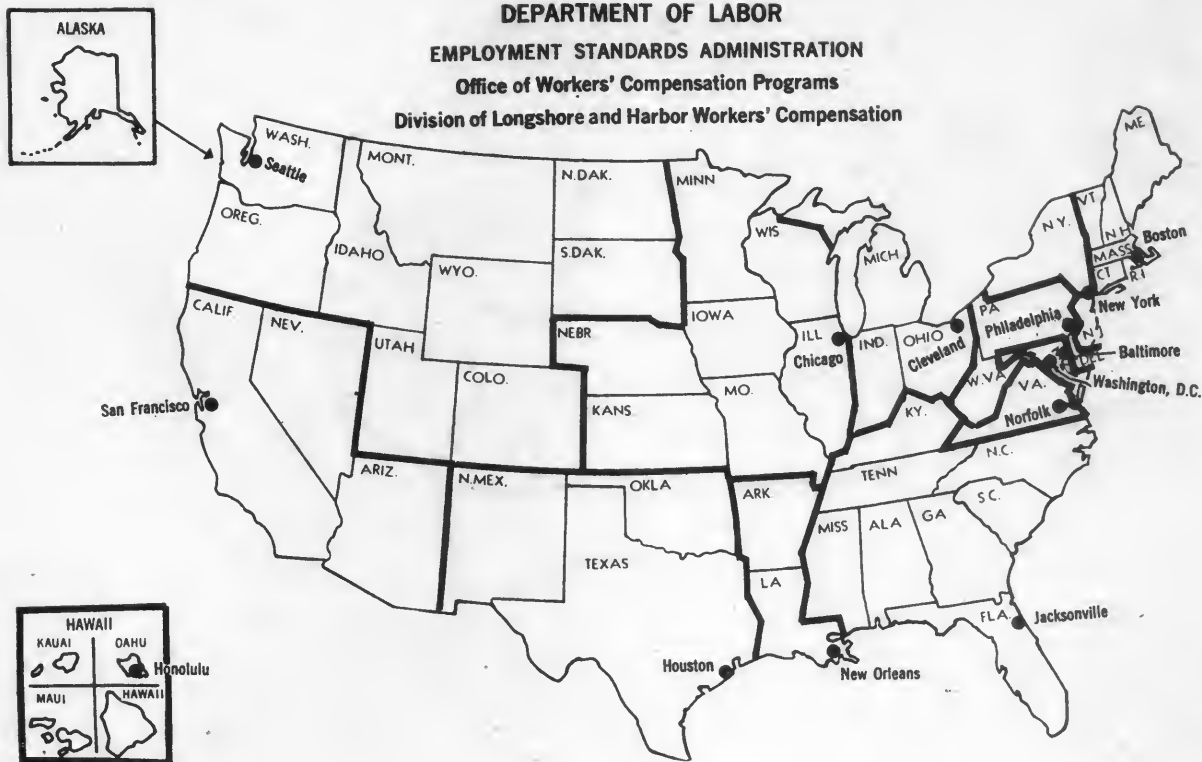 DEPARTMENT OF LABOR
EMPLOYMENT STANDARDS ADMINISTRATION
Office of Workers' Compensation Programs
Division of Longshore and Harbor Workers' Compensation
ALASKA
WASH.
Seattle
OREG.
IDAHO
MONT.
WYO.
N.DAK.
S.DAK.
MINN
WIS
MICH
IOWA
NEBR
CALIF.
NEV.
UTAH
COLO.
KANS.
MO.
ILL
Chicago
IND.
OHIO
Cleveland
KY.
W.VA
VA.
PA
Philadelphia
N.Y.
VT
N.H
ME
MASS
Boston
CT
R I
New York
N J
DEL
Baltimore
Washington, D.C.
Norfolk
San Francisco
ARIZ.
N.MEX.
OKLA
TEXAS
ARK.
LA
TENN
N.C.
S.C.
MISS
ALA
GA
FLA.
Jacksonville
New Orleans
Houston
HAWAII
KAUAI
OAHU
Honolulu
MAUI
HAWAII